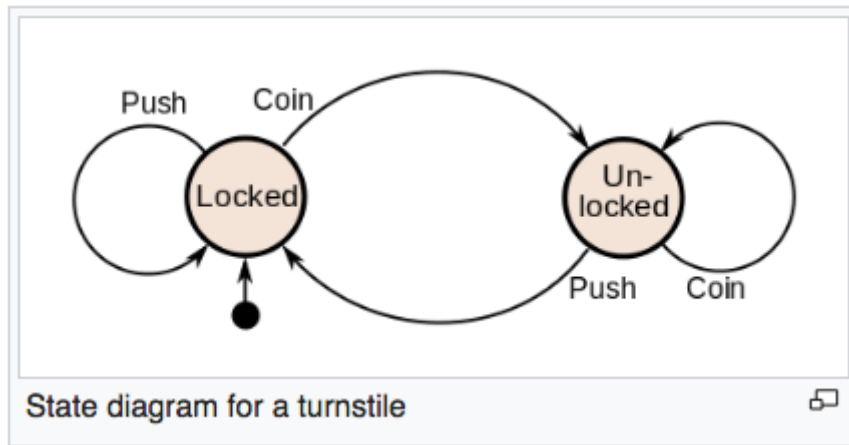 Push
Coin
Locked
Un-
locked
Push
Coin
State diagram for a turnstile